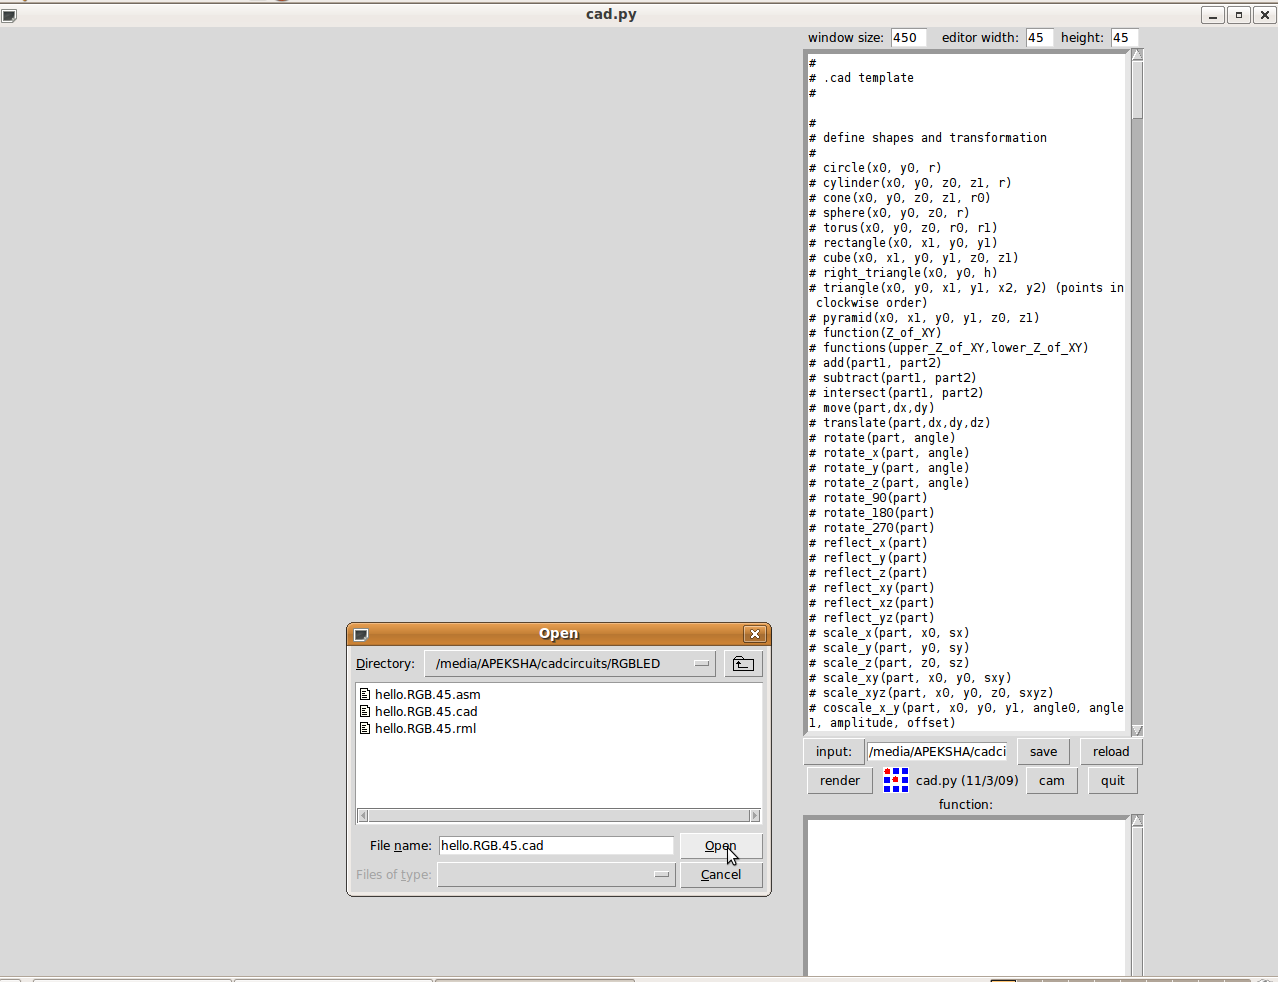 cad.py
window size: 450 editor width: 45 height: 45
#
# .cad template
#
#
# define shapes and transformation
#
# circle(x0, y0, r)
# cylinder(x0, y0, z0, z1, r)
# cone(x0, y0, z0, z1, r0)
# sphere(x0, y0, z0, r)
# torus(x0, y0, z0, r0, r1)
# rectangle(x0, x1, y0, y1)
# cube(x0, x1, y0, y1, z0, z1)
# right_triangle(x0, y0, h)
# triangle(x0, y0, x1, y1, x2, y2) (points in
clockwise order)
# pyramid(x0, x1, y0, y1, z0, z1)
# function(Z_of_XY)
# functions(upper_Z_of_XY,lower_Z_of_XY)
# add(part1, part2)
# subtract(part1, part2)
# intersect(part1, part2)
# move(part,dx,dy)
# translate(part,dx,dy,dz)
# rotate(part, angle)
# rotate_x(part, angle)
# rotate_y(part, angle)
# rotate_z(part, angle)
# rotate_90(part)
# rotate_180(part)
# rotate_270(part)
# reflect_x(part)
# reflect_y(part)
# reflect_z(part)
# reflect_xy(part)
# reflect_xz(part)
# reflect_yz(part)
# scale_x(part, x0, sx)
# scale_y(part, y0, sy)
# scale_z(part, z0, sz)
# scale_xy(part, x0, y0, sxy)
# scale_xyz(part, x0, y0, z0, sxyz)
# coscale_x_y(part, x0, y0, y1, angle0, angle
1, amplitude, offset)
input: /media/APEKSHA/cadci save reload
render cad.py (11/3/09) cam quit
function:
Open
Directory: /media/APEKSHA/cadcircuits/RGBLED
hello.RGB.45.asm
hello.RGB.45.cad
hello.RGB.45.rml
File name: hello.RGB.45.cad Open
Files of type: Cancel